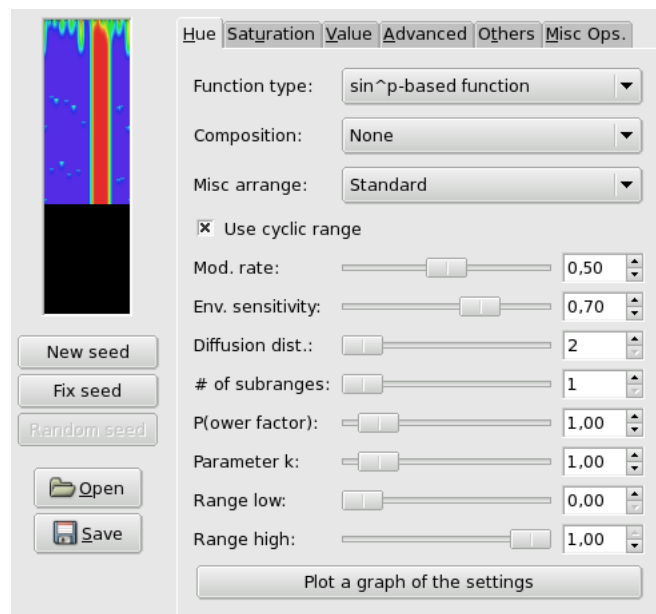 Hue Saturation Value Advanced Others Misc Ops.
Function type: sin^p-based function
Composition: None
Misc arrange: Standard
Use cyclic range
Mod. rate: 0,50
Env. sensitivity: 0,70
Diffusion dist.: 2
# of subranges: 1
P(ower factor): 1,00
Parameter k: 1,00
Range low: 0,00
Range high: 1,00
Plot a graph of the settings
New seed
Fix seed
Random seed
Open
Save